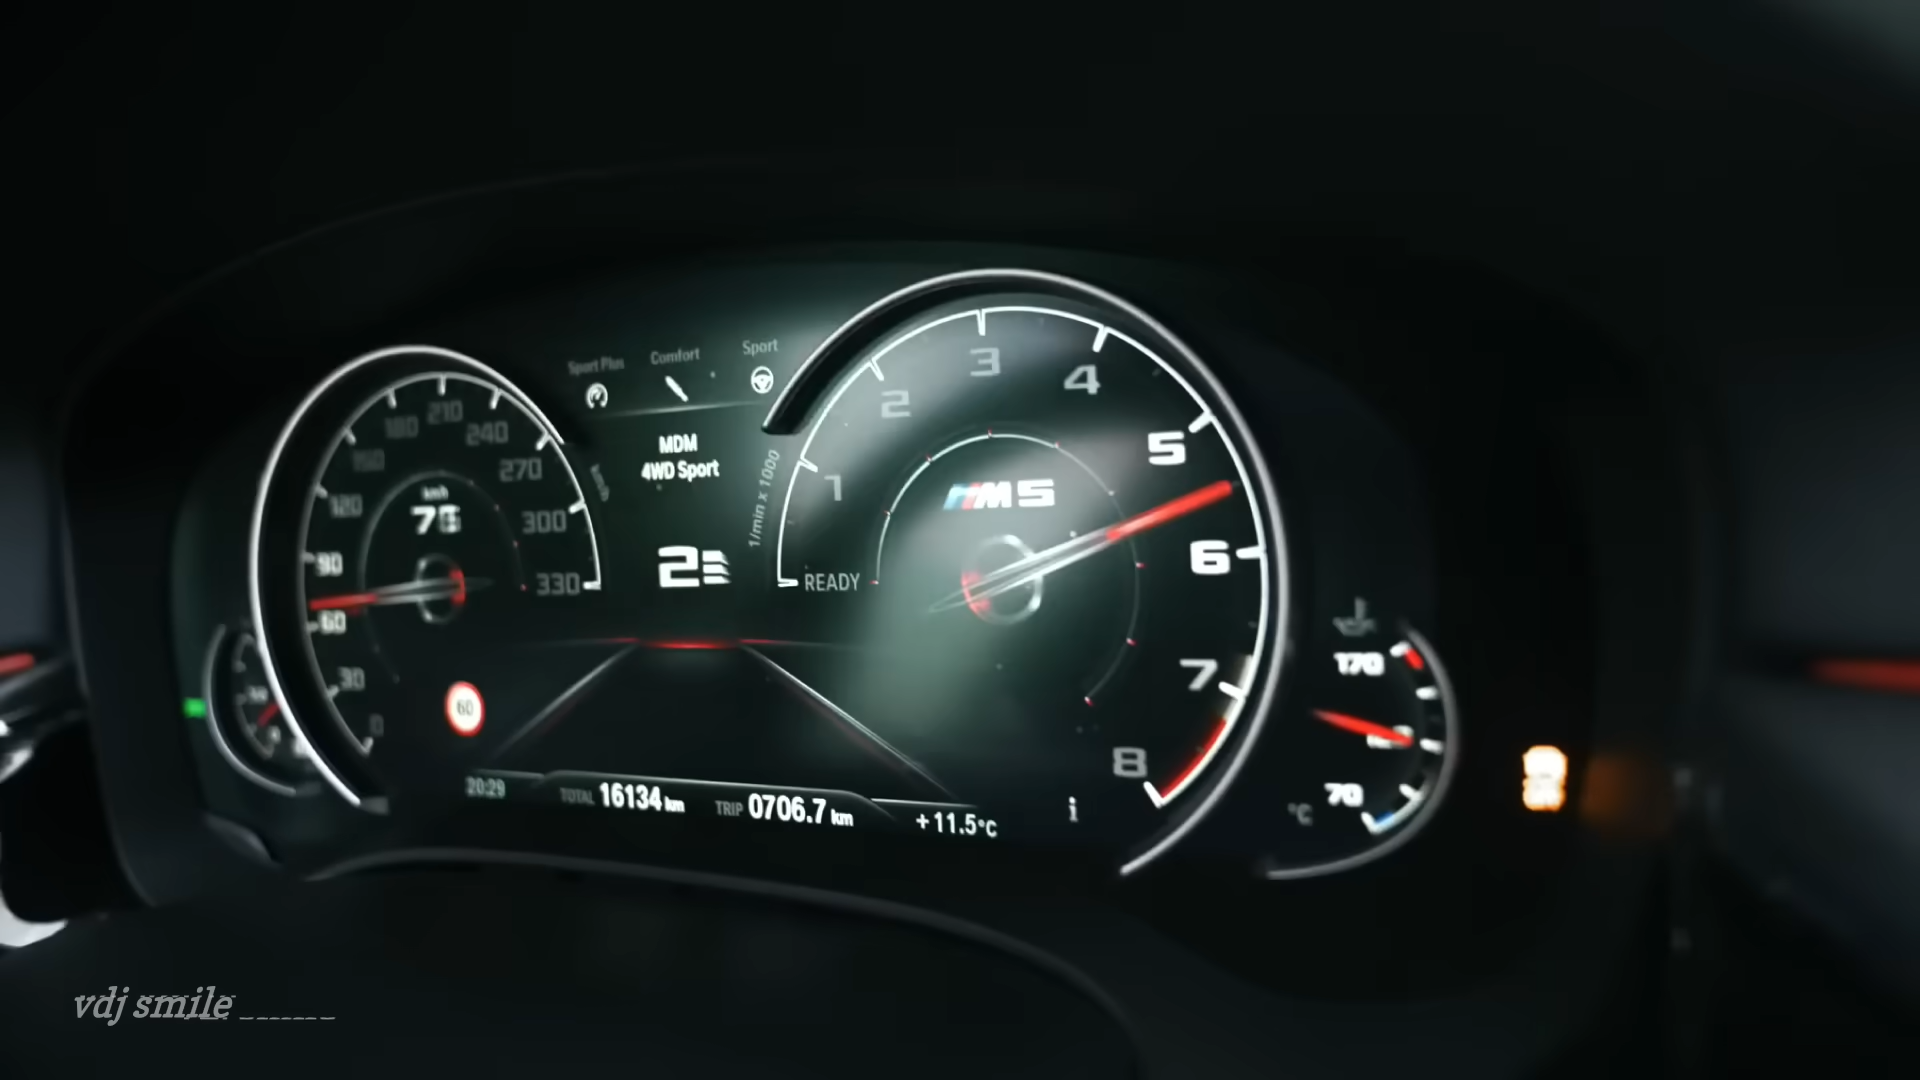 Sport Plus Comfort Sport
MDM
4WD Sport
210
180 240
150 270
120 300
90 330
60
30
0
km/h
km/h
2
1/min x 1000
READY
1
2
3
4
5
6
7
8
M5
60
170
70
°C
20:29 TOTAL 16134 km TRIP 0706.7 km +11.5°C
i
vdj smile_______